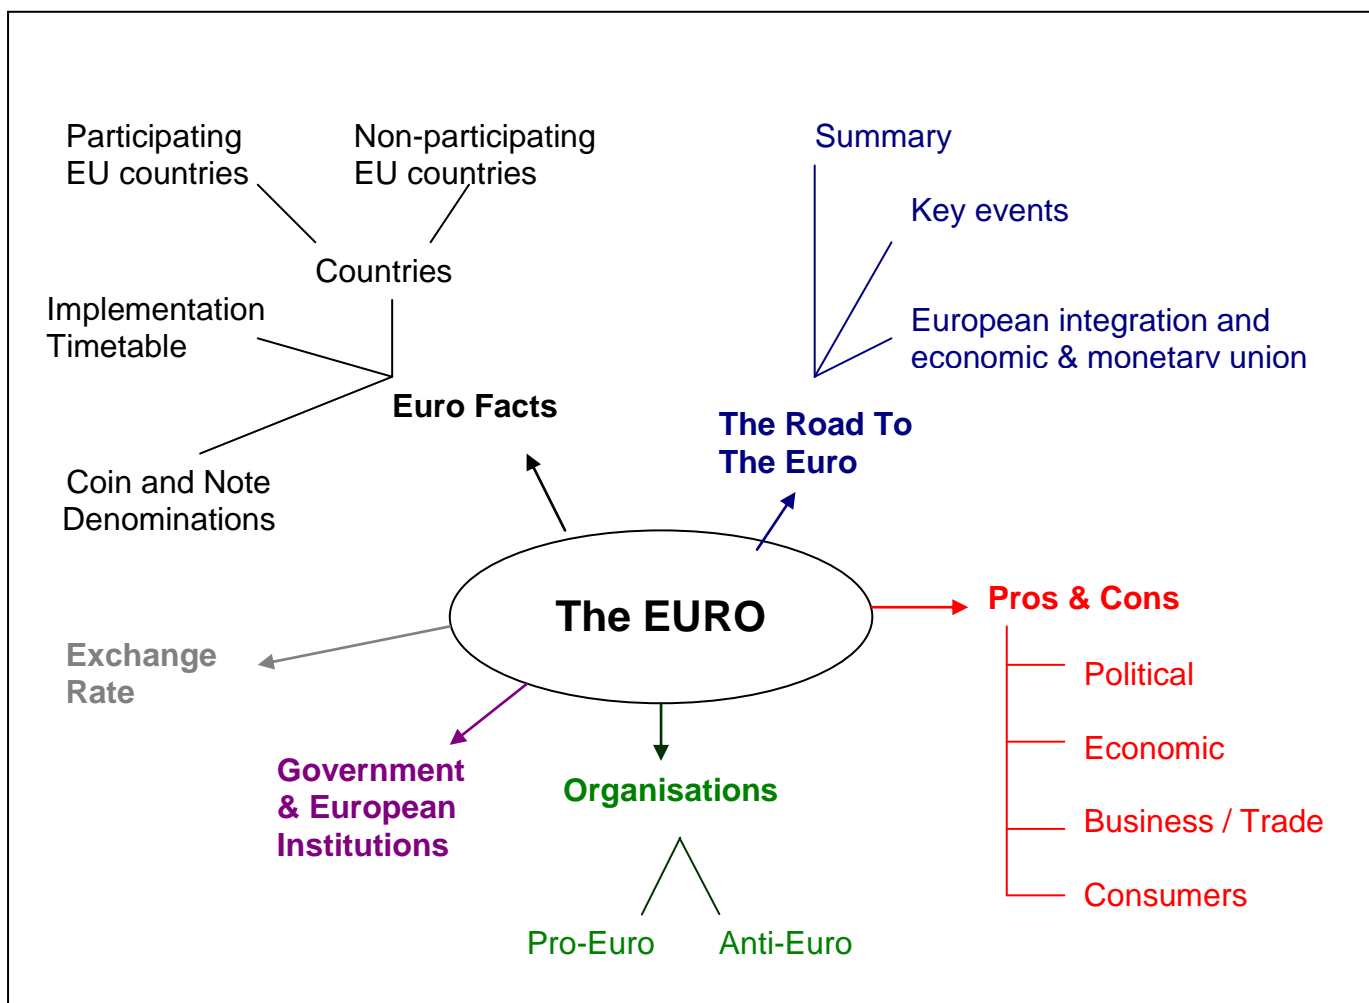 Participating
EU countries
Non-participating
EU countries
Countries
Implementation
Timetable
Coin and Note
Denominations
Euro Facts
Summary
Key events
European integration and
economic & monetary union
The Road To
The Euro
The EURO
Pros & Cons
Political
Economic
Business / Trade
Consumers
Exchange
Rate
Government
& European
Institutions
Organisations
Pro-Euro
Anti-Euro